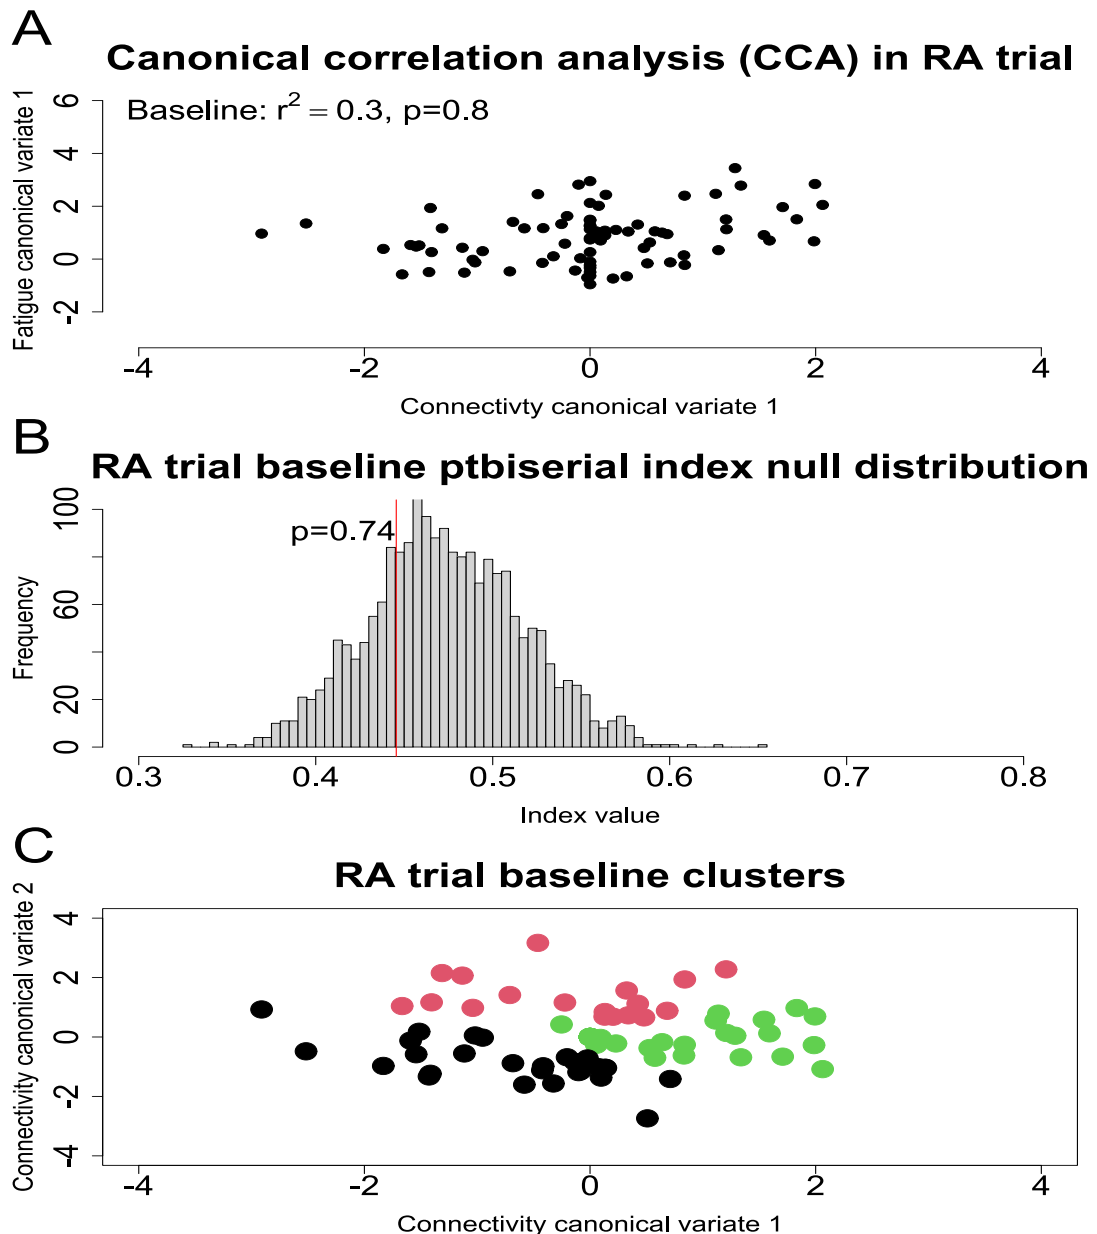 A
Canonical correlation analysis (CCA) in RA trial
Baseline: r² = 0.3, p=0.8
Fatigue canonical variate 1
6
4
2
0
-2
-4
-2
0
2
4
Connectivty canonical variate 1
B
RA trial baseline ptbiserial index null distribution
p=0.74
Frequency
100
60
20
0
0.3
0.4
0.5
0.6
0.7
0.8
Index value
C
RA trial baseline clusters
Connectivity canonical variate 2
4
2
0
-2
-4
-4
-2
0
2
4
Connectivity canonical variate 1